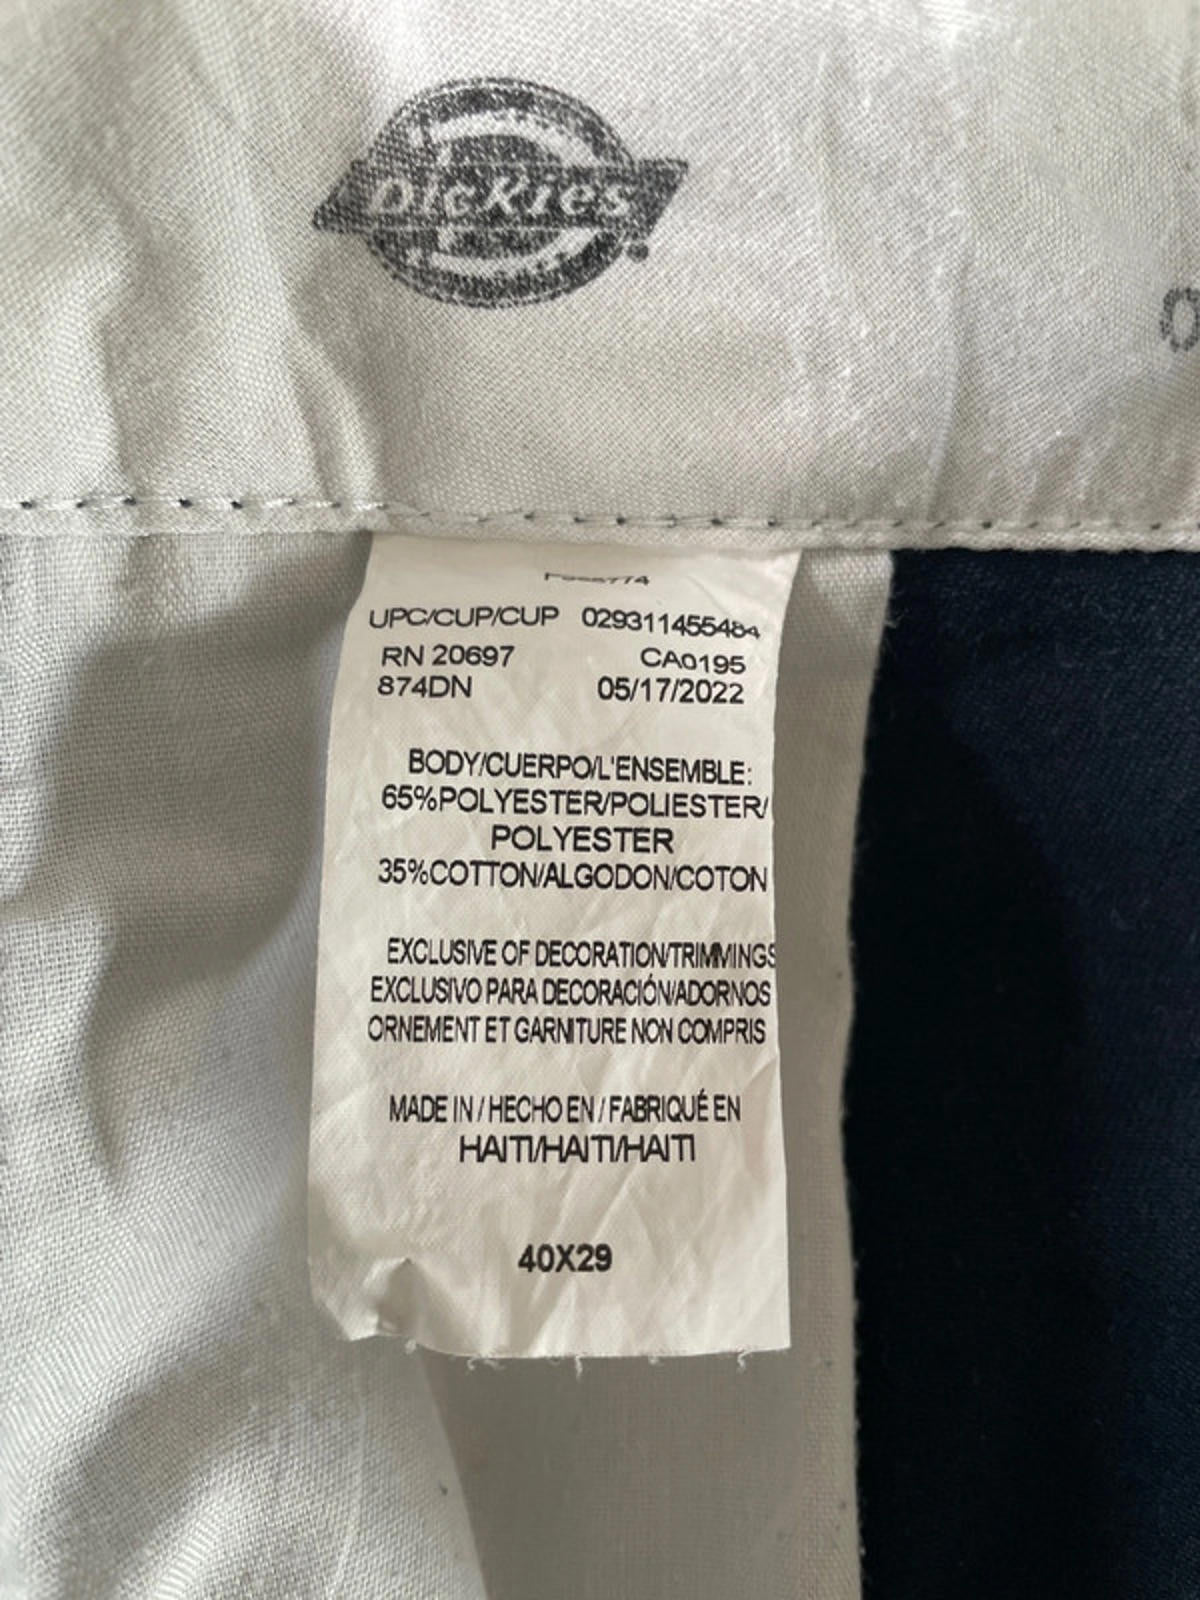 Dickies
UPC/CUP/CUP 029311455484
RN 20697 CA0195
874DN 05/17/2022
BODY/CUERPO/L'ENSEMBLE:
65%POLYESTER/POLIESTER/
POLYESTER
35%COTTON/ALGODON/COTON
EXCLUSIVE OF DECORATION/TRIMMINGS
EXCLUSIVO PARA DECORACIÓN/ADORNOS
ORNEMENT ET GARNITURE NON COMPRIS
MADE IN / HECHO EN / FABRIQUÉ EN
HAITI/HAITI/HAITI
40X29